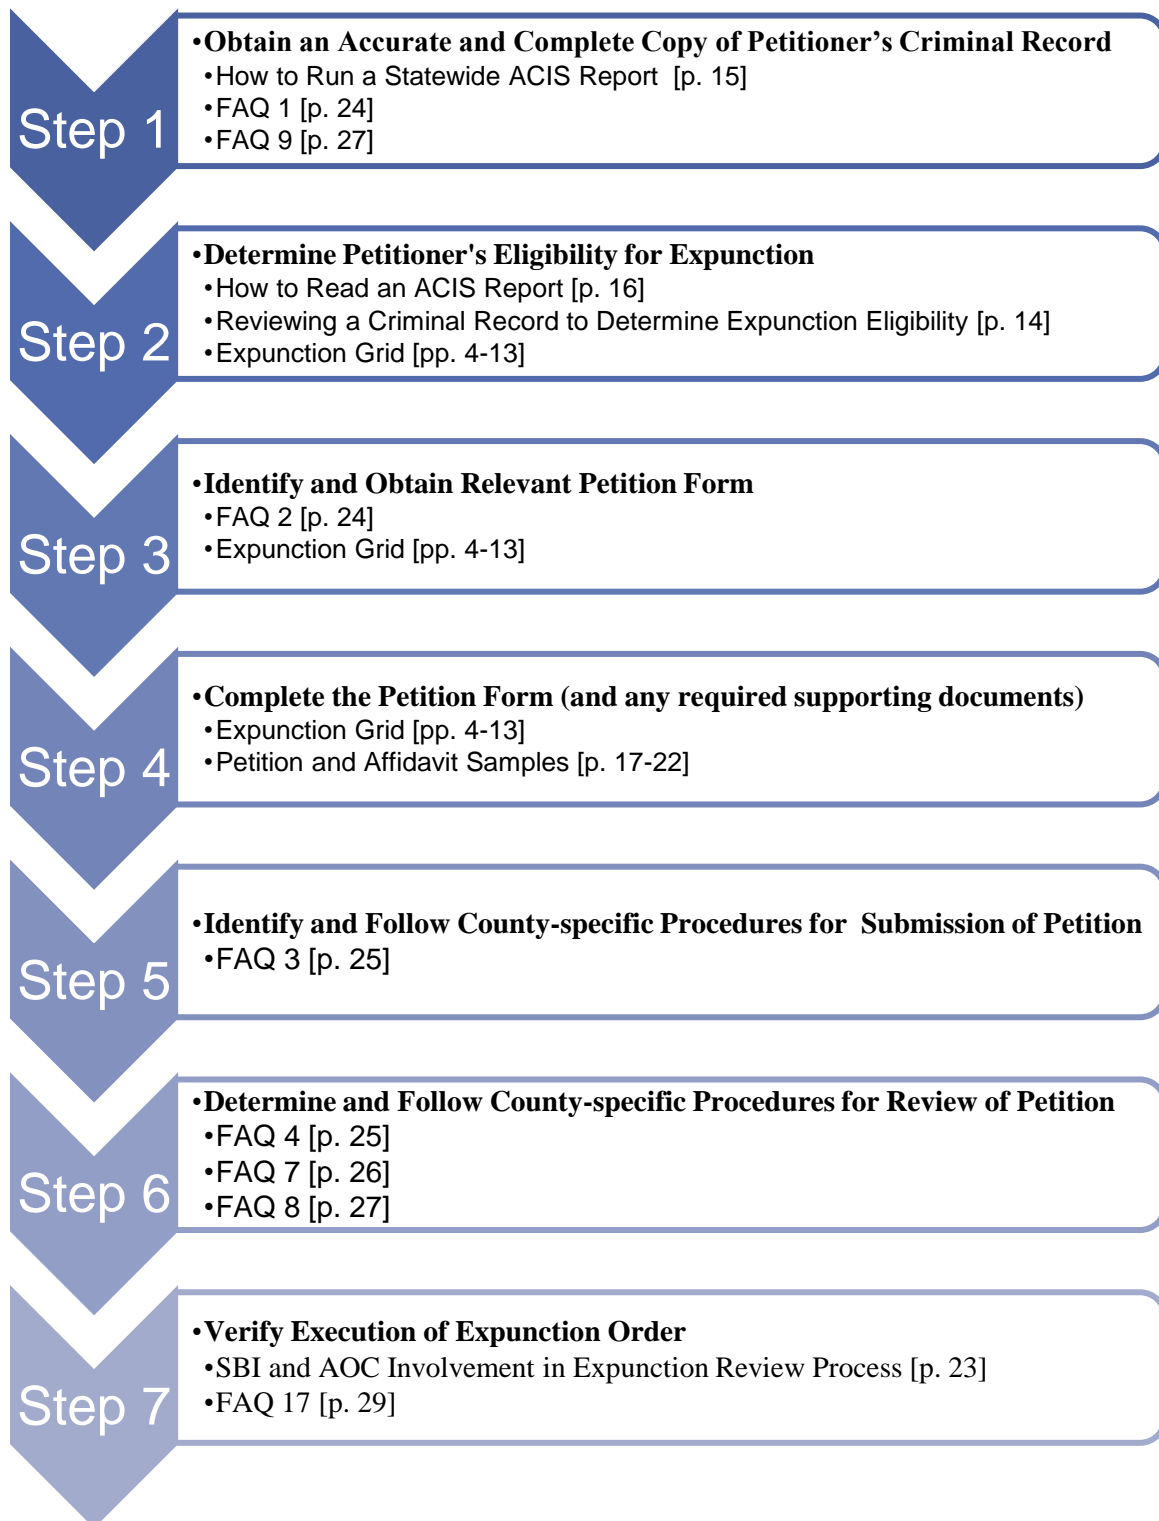 Step 1
•Obtain an Accurate and Complete Copy of Petitioner’s Criminal Record
•How to Run a Statewide ACIS Report [p. 15]
•FAQ 1 [p. 24]
•FAQ 9 [p. 27]
Step 2
•Determine Petitioner's Eligibility for Expunction
•How to Read an ACIS Report [p. 16]
•Reviewing a Criminal Record to Determine Expunction Eligibility [p. 14]
•Expunction Grid [pp. 4-13]
Step 3
•Identify and Obtain Relevant Petition Form
•FAQ 2 [p. 24]
•Expunction Grid [pp. 4-13]
Step 4
•Complete the Petition Form (and any required supporting documents)
•Expunction Grid [pp. 4-13]
•Petition and Affidavit Samples [p. 17-22]
Step 5
•Identify and Follow County-specific Procedures for Submission of Petition
•FAQ 3 [p. 25]
Step 6
•Determine and Follow County-specific Procedures for Review of Petition
•FAQ 4 [p. 25]
•FAQ 7 [p. 26]
•FAQ 8 [p. 27]
Step 7
•Verify Execution of Expunction Order
•SBI and AOC Involvement in Expunction Review Process [p. 23]
•FAQ 17 [p. 29]